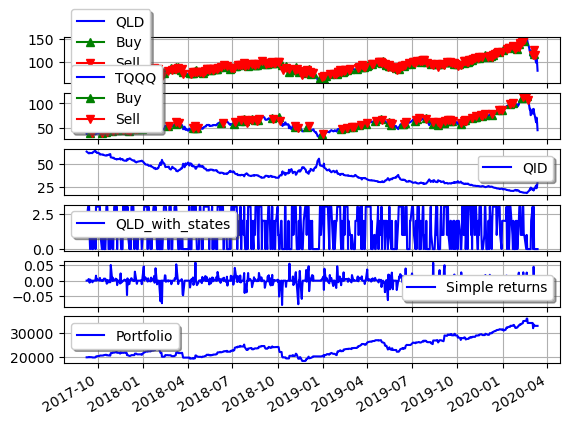 QLD
Buy
Sell
150
100
TQQQ
Buy
Sell
100
50
QID
50
25
QLD_with_states
2.5
0.0
0.05
0.00
−0.05
Simple returns
Portfolio
30000
20000
2017-10
2018-01
2018-04
2018-07
2018-10
2019-01
2019-04
2019-07
2019-10
2020-01
2020-04